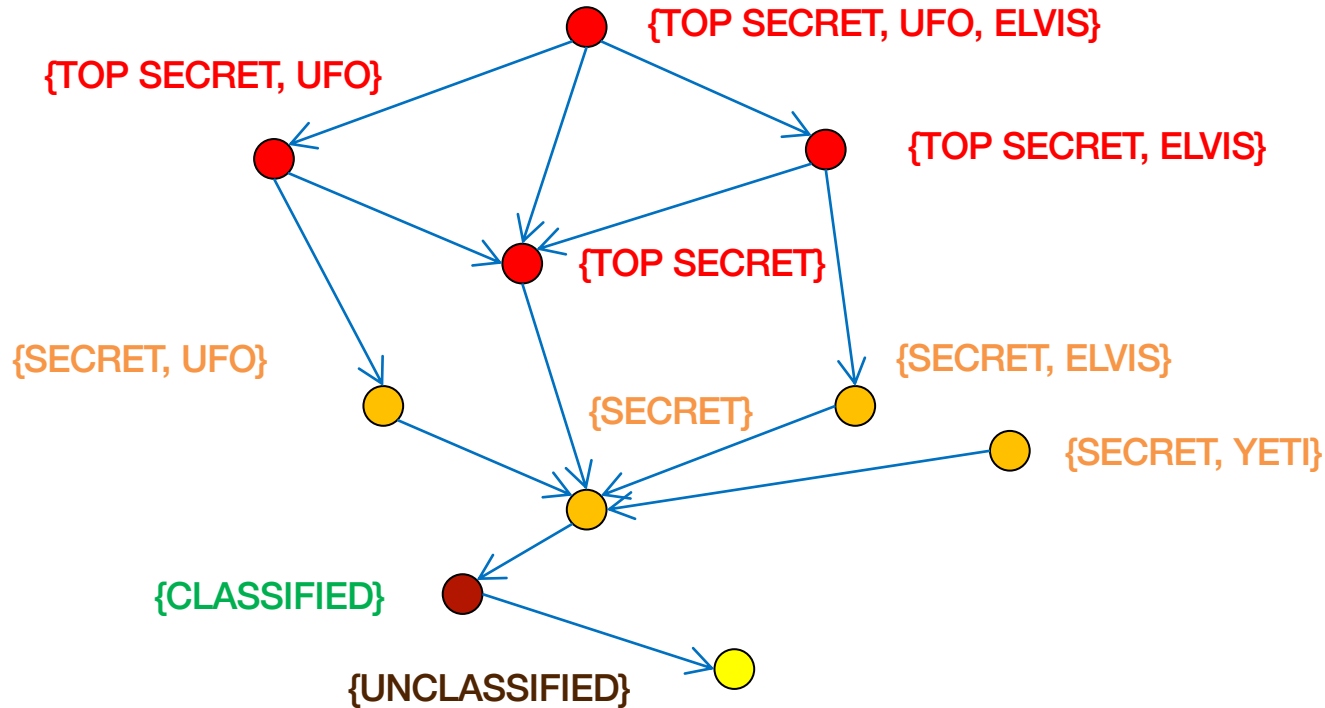 {TOP SECRET, UFO, ELVIS}
{TOP SECRET, UFO}
{TOP SECRET, ELVIS}
{TOP SECRET}
{SECRET, UFO}
{SECRET, ELVIS}
{SECRET}
{SECRET, YETI}
{CLASSIFIED}
{UNCLASSIFIED}